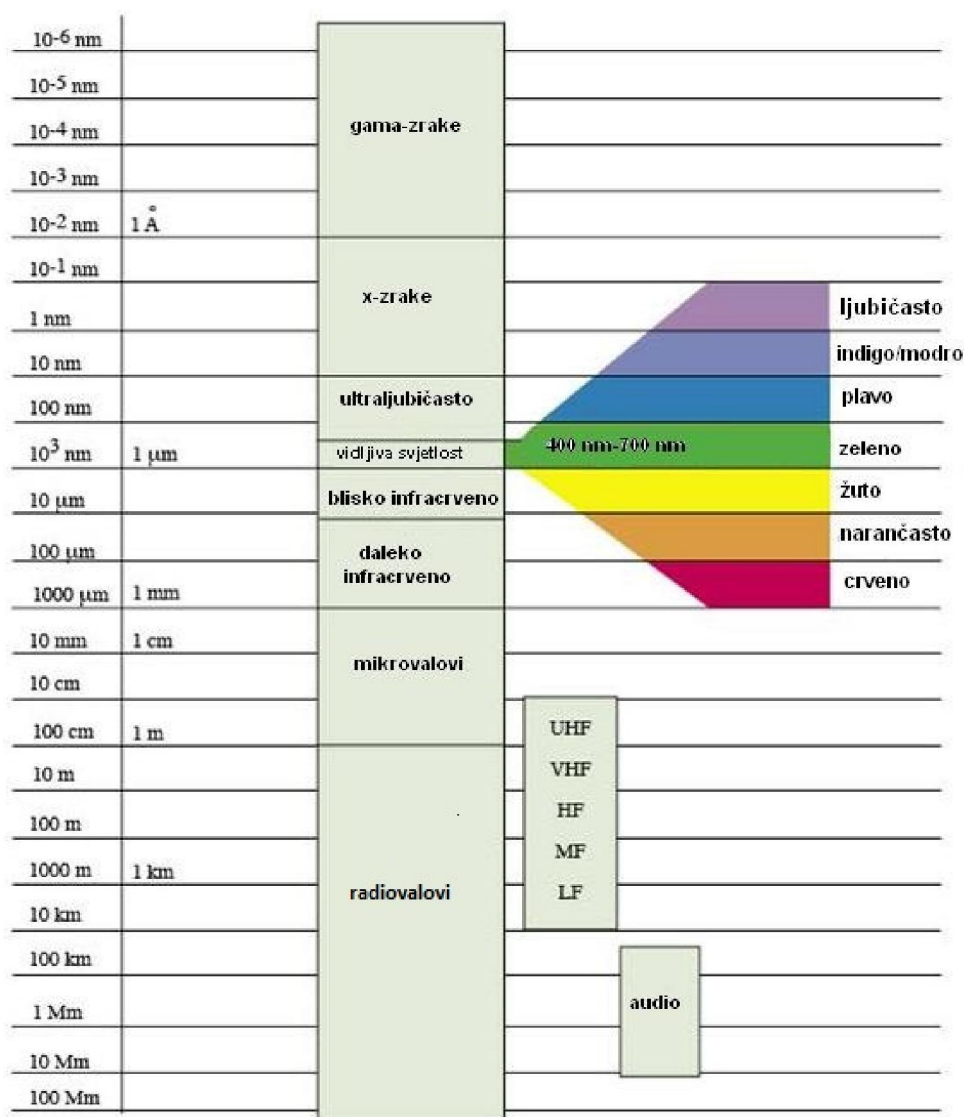 10-6 nm
10-5 nm
10-4 nm
gama-zrake
10-3 nm
10-2 nm 1 Å
10-1 nm
x-zrake
ljubičasto
1 nm
indigo/modro
10 nm
ultraljubičasto
plavo
100 nm
400 nm-700 nm
zeleno
10³ nm 1 µm
vidljiva svjetlost
blisko infracrveno
žuto
10 µm
narančasto
100 µm
daleko
infracrveno
crveno
1000 µm 1 mm
10 mm 1 cm
mikrovalovi
10 cm
100 cm 1 m
UHF
10 m
VHF
100 m
HF
MF
1000 m 1 km
radiovalovi
LF
10 km
100 km
audio
1 Mm
10 Mm
100 Mm